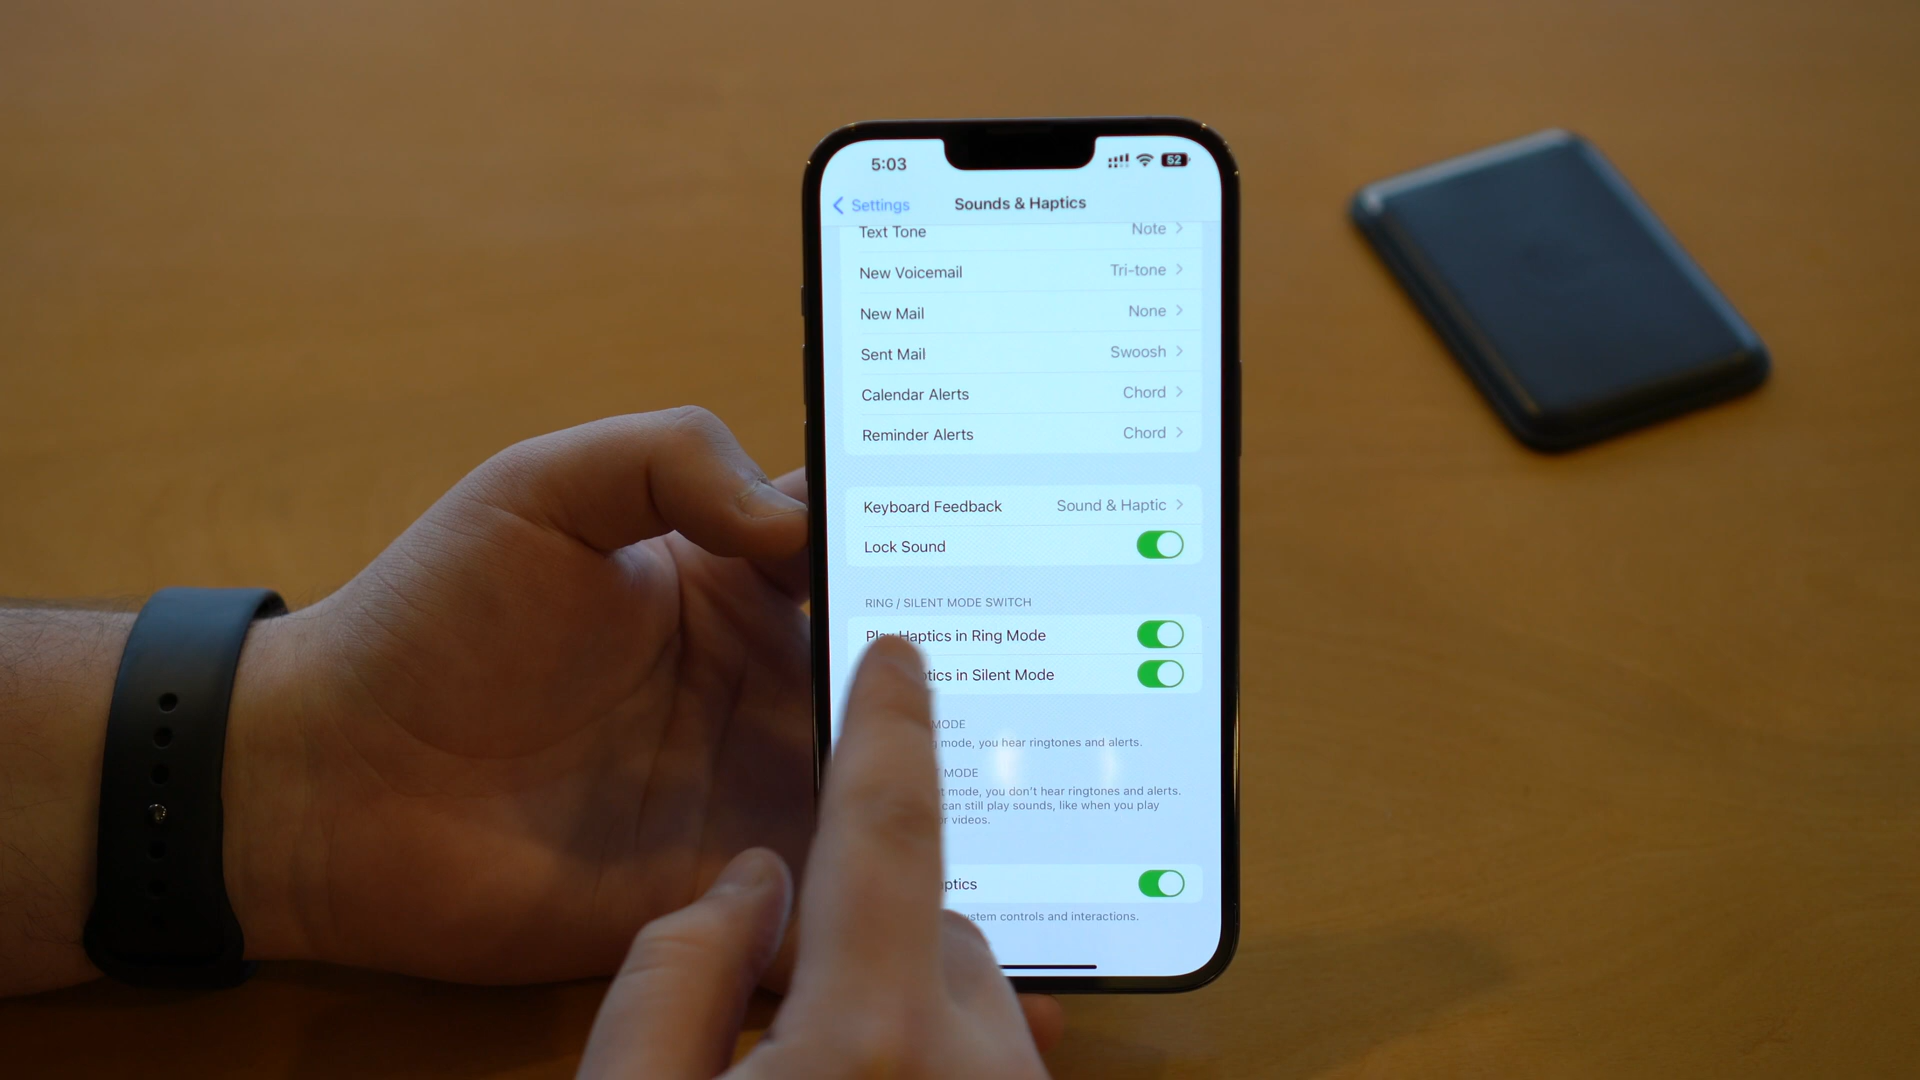 5:03 52
Settings Sounds & Haptics
Text Tone Note
New Voicemail Tri-tone
New Mail None
Sent Mail Swoosh
Calendar Alerts Chord
Reminder Alerts Chord
Keyboard Feedback Sound & Haptic
Lock Sound
RING / SILENT MODE SWITCH
Play Haptics in Ring Mode
in Silent Mode
MODE
mode, you hear ringtones and alerts.
MODE
mode, you don't hear ringtones and alerts.
can still play sounds, like when you play
videos.
controls and interactions.